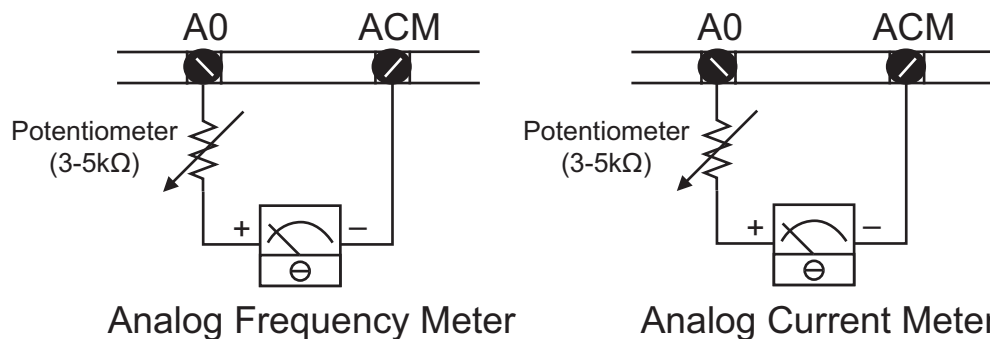 A0 ACM
Potentiometer
(3-5kΩ)
+ –
Analog Frequency Meter
A0 ACM
Potentiometer
(3-5kΩ)
+ –
Analog Current Meter